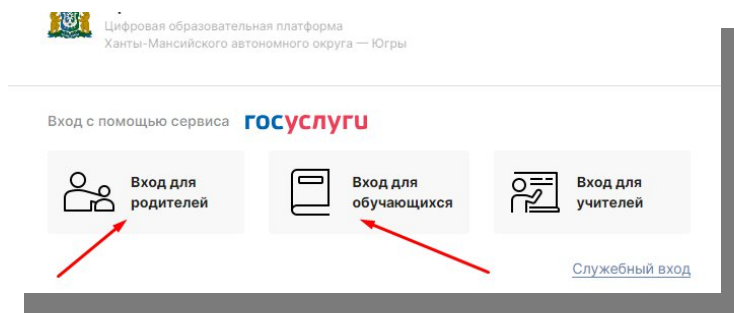 Цифровая образовательная платформа
Ханты-Мансийского автономного округа — Югры
Вход с помощью сервиса госуслуги
Вход для
родителей
Вход для
обучающихся
Вход для
учителей
Служебный вход